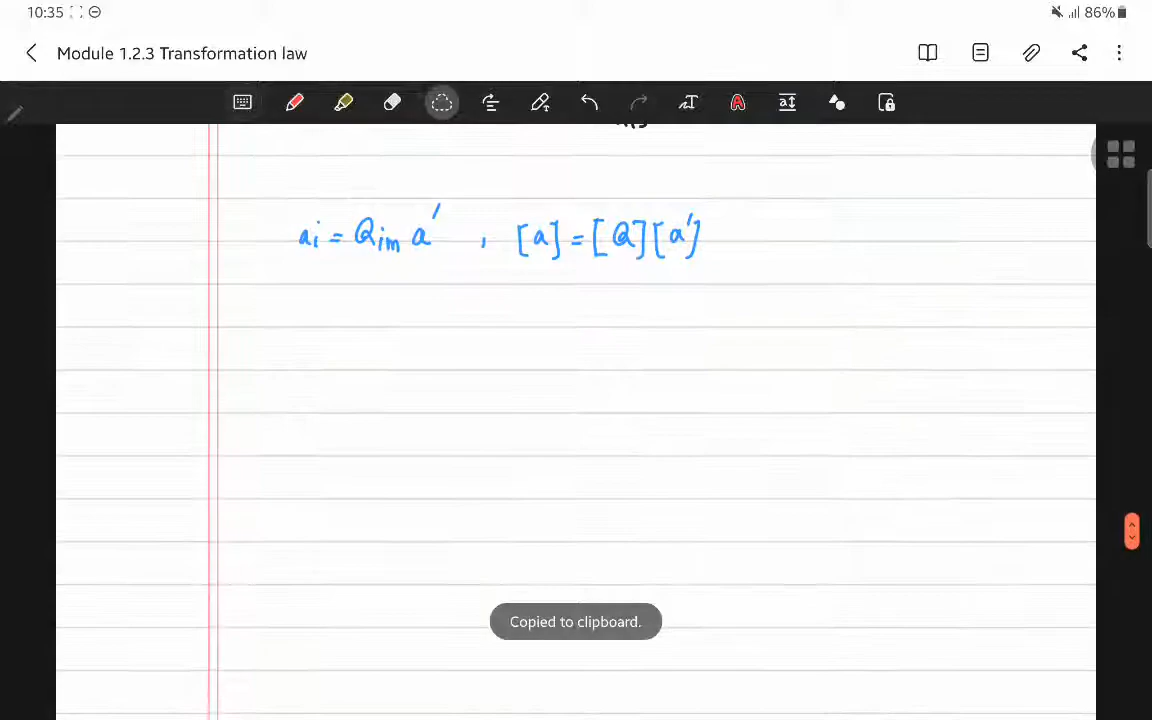 10:35 86%
Module 1.2.3 Transformation law
ai = Qim a' , [a] = [Q][a']
Copied to clipboard.